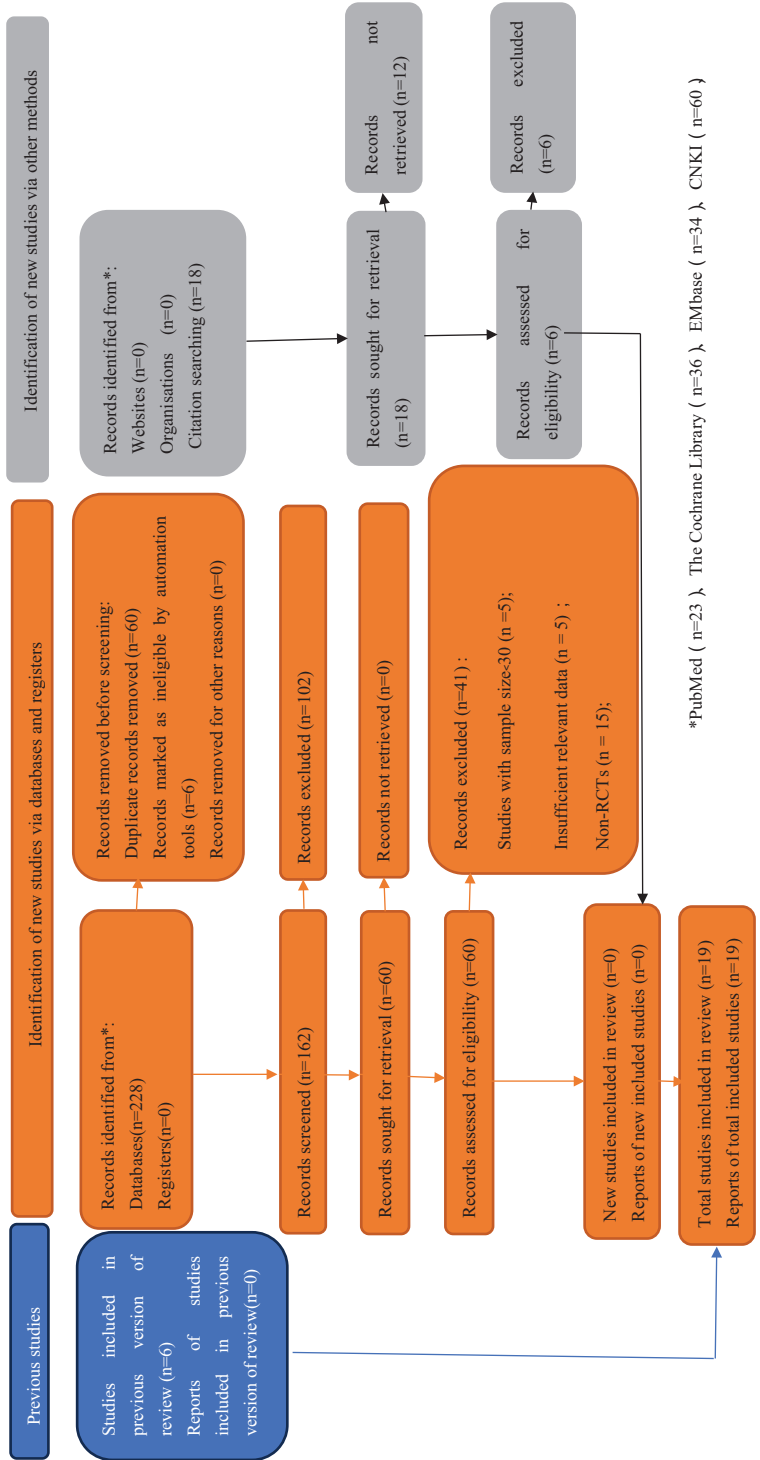 Previous studies
Identification of new studies via databases and registers
Identification of new studies via other methods
Studies included in
previous version of
review (n=6)
Reports of studies
included in previous
version of review(n=0)
Records identified from*:
Databases(n=228)
Registers(n=0)
Records removed before screening:
Duplicate records removed (n=60)
Records marked as ineligible by automation
tools (n=6)
Records removed for other reasons (n=0)
Records identified from*:
Websites (n=0)
Organisations (n=0)
Citation searching (n=18)
Records screened (n=162)
Records excluded (n=102)
Records sought for retrieval (n=60)
Records not retrieved (n=0)
Records sought for retrieval
(n=18)
Records not
retrieved (n=12)
Records assessed for eligibility (n=60)
Records excluded (n=41) :
Studies with sample size<30 (n =5);
Insufficient relevant data (n = 5) ;
Non-RCTs (n = 15);
Records assessed for
eligibility (n=6)
Records excluded
(n=6)
New studies included in review (n=0)
Reports of new included studies (n=0)
Total studies included in review (n=19)
Reports of total included studies (n=19)
*PubMed ( n=23 )、The Cochrane Library ( n=36 )、EMbase ( n=34 )、CNKI ( n=60 )、